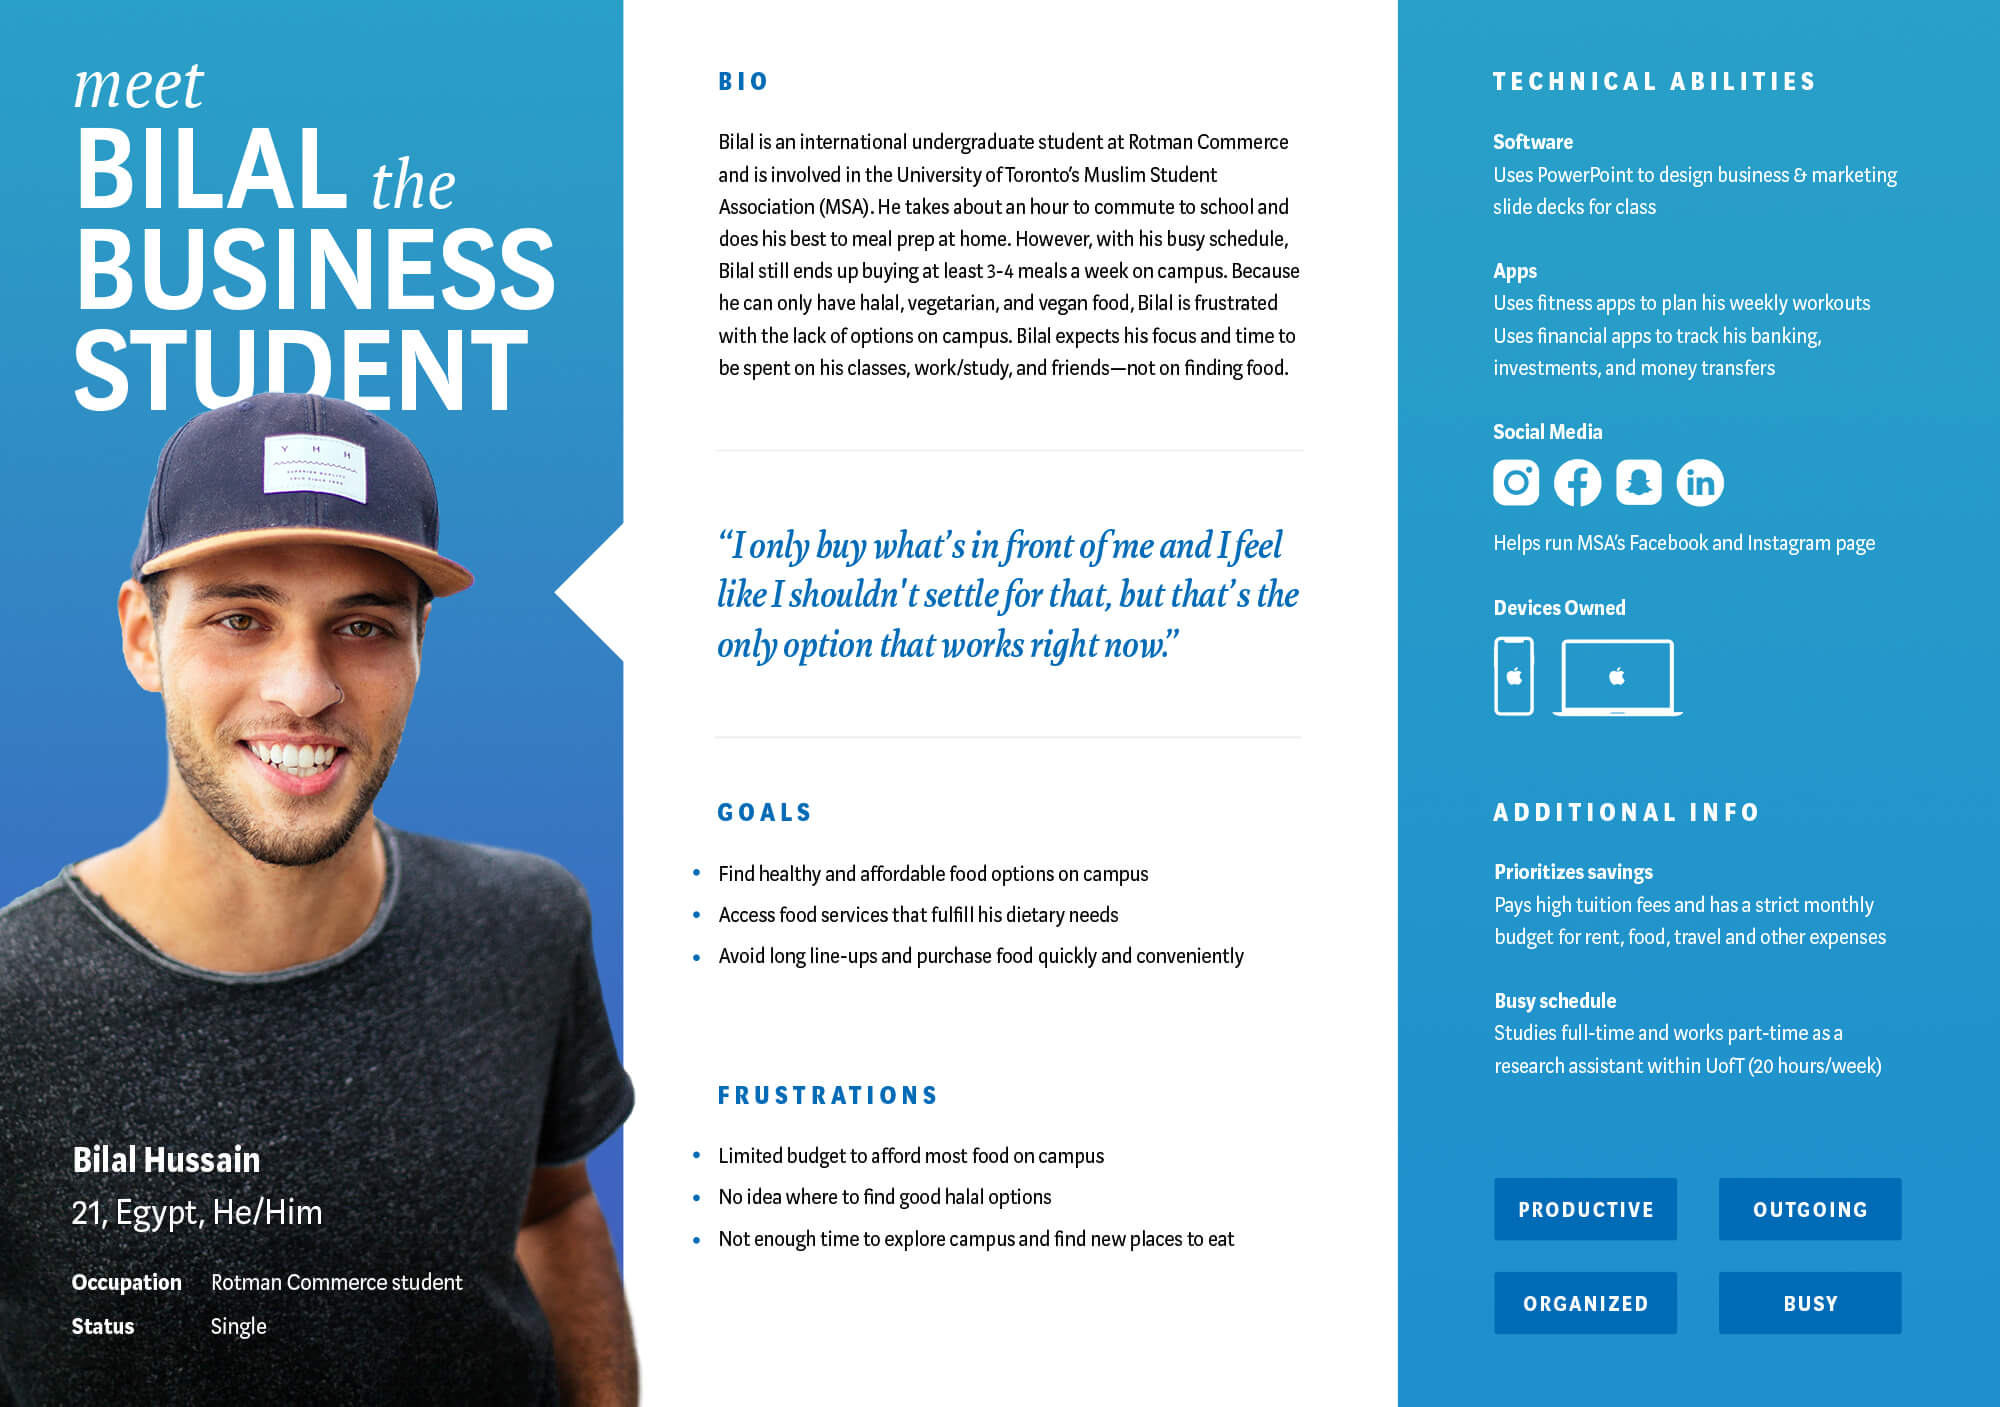 meet
BILAL the
BUSINESS
STUDENT
Y H H
Bilal Hussain
21, Egypt, He/Him
Occupation Rotman Commerce student
Status Single
BIO
Bilal is an international undergraduate student at Rotman Commerce
and is involved in the University of Toronto’s Muslim Student
Association (MSA). He takes about an hour to commute to school and
does his best to meal prep at home. However, with his busy schedule,
Bilal still ends up buying at least 3-4 meals a week on campus. Because
he can only have halal, vegetarian, and vegan food, Bilal is frustrated
with the lack of options on campus. Bilal expects his focus and time to
be spent on his classes, work/study, and friends—not on finding food.
“I only buy what’s in front of me and I feel
like I shouldn't settle for that, but that’s the
only option that works right now.”
GOALS
• Find healthy and affordable food options on campus
• Access food services that fulfill his dietary needs
• Avoid long line-ups and purchase food quickly and conveniently
FRUSTRATIONS
• Limited budget to afford most food on campus
• No idea where to find good halal options
• Not enough time to explore campus and find new places to eat
TECHNICAL ABILITIES
Software
Uses PowerPoint to design business & marketing
slide decks for class
Apps
Uses fitness apps to plan his weekly workouts
Uses financial apps to track his banking,
investments, and money transfers
Social Media
in
Helps run MSA’s Facebook and Instagram page
Devices Owned
ADDITIONAL INFO
Prioritizes savings
Pays high tuition fees and has a strict monthly
budget for rent, food, travel and other expenses
Busy schedule
Studies full-time and works part-time as a
research assistant within UofT (20 hours/week)
PRODUCTIVE OUTGOING
ORGANIZED BUSY